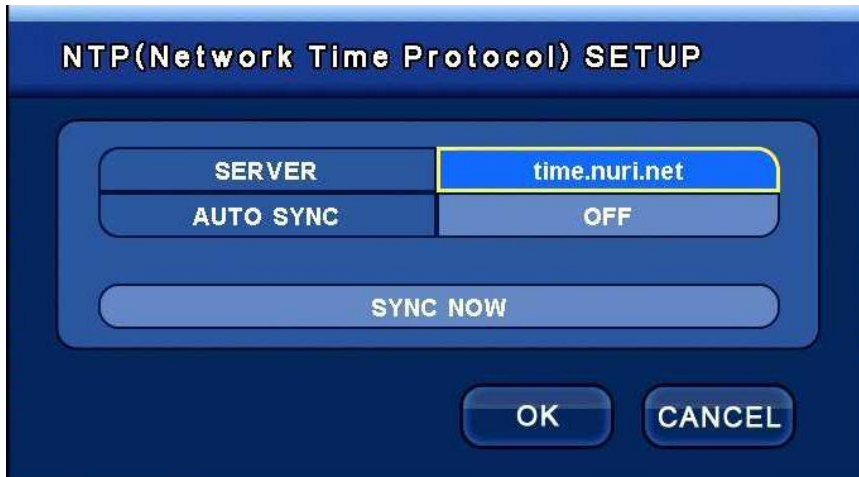 NTP(Network Time Protocol) SETUP
SERVER time.nuri.net
AUTO SYNC OFF
SYNC NOW
OK CANCEL